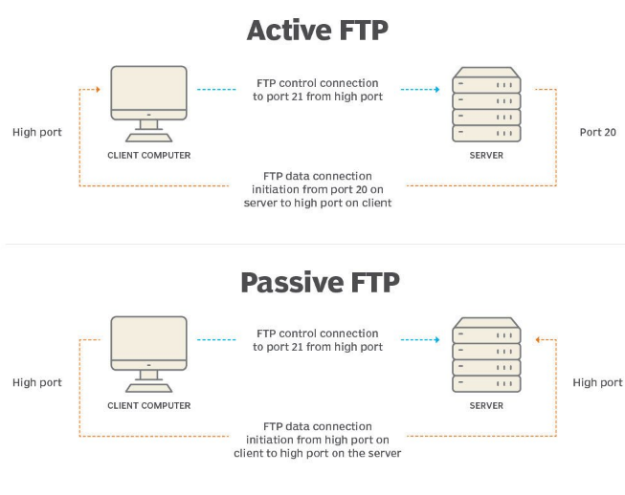 Active FTP
FTP control connection
to port 21 from high port
High port
Port 20
CLIENT COMPUTER
SERVER
FTP data connection
initiation from port 20 on
server to high port on client
Passive FTP
FTP control connection
to port 21 from high port
High port
High port
CLIENT COMPUTER
SERVER
FTP data connection
initiation from high port on
client to high port on the server